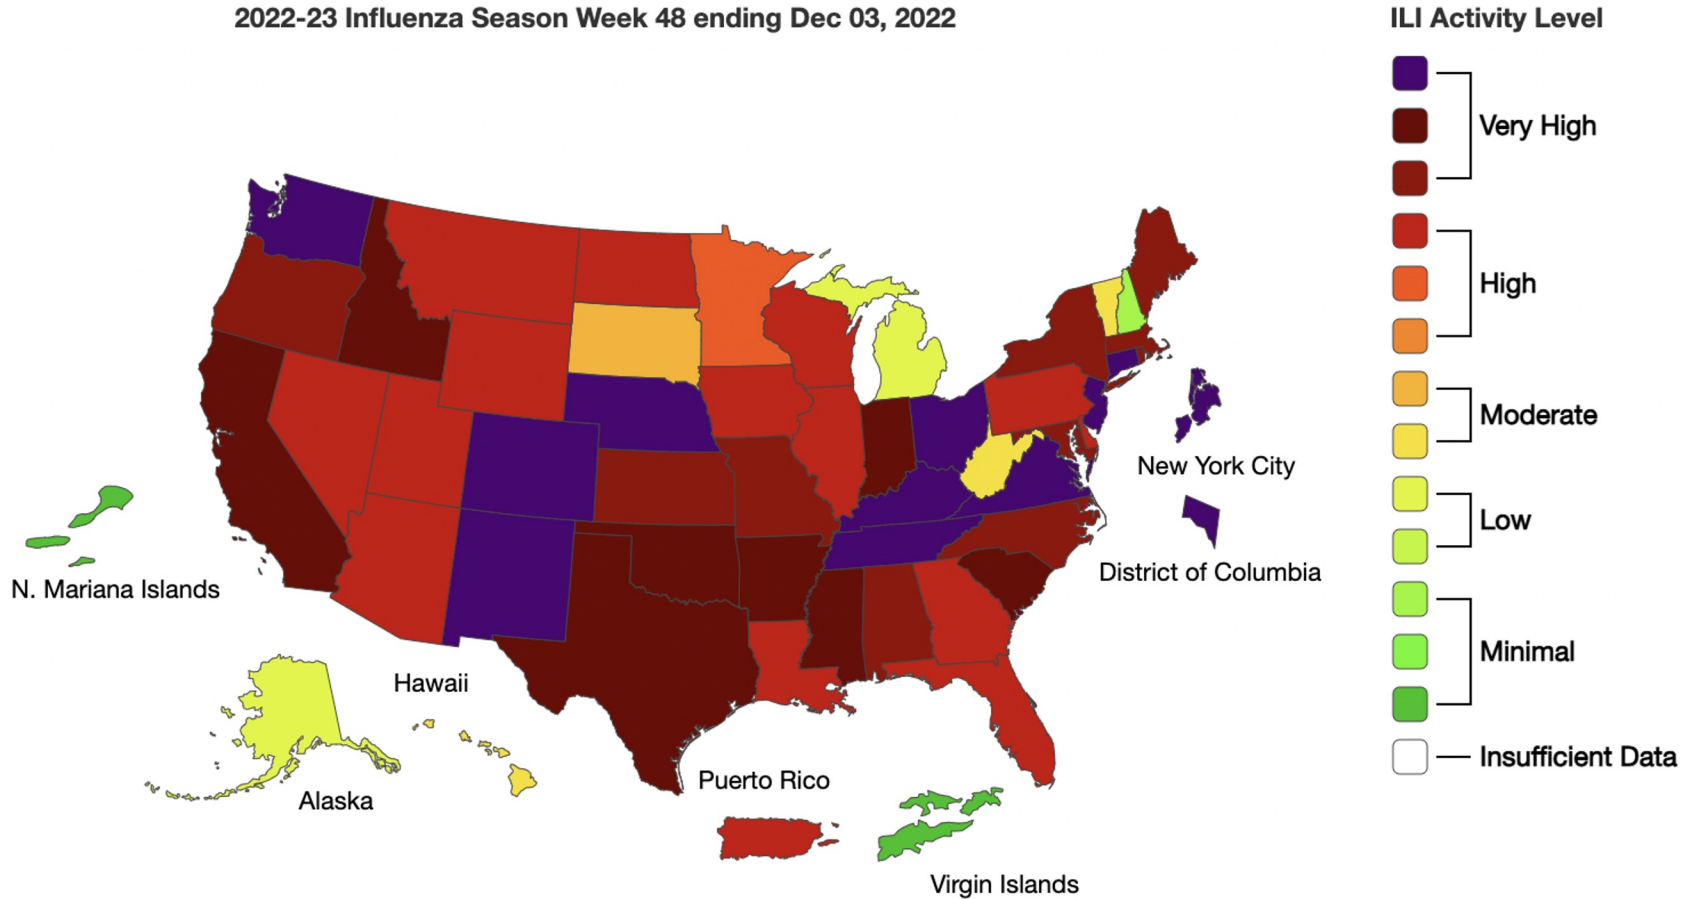 2022-23 Influenza Season Week 48 ending Dec 03, 2022
ILI Activity Level
Very High
High
Moderate
Low
Minimal
Insufficient Data
New York City
District of Columbia
N. Mariana Islands
Hawaii
Alaska
Puerto Rico
Virgin Islands